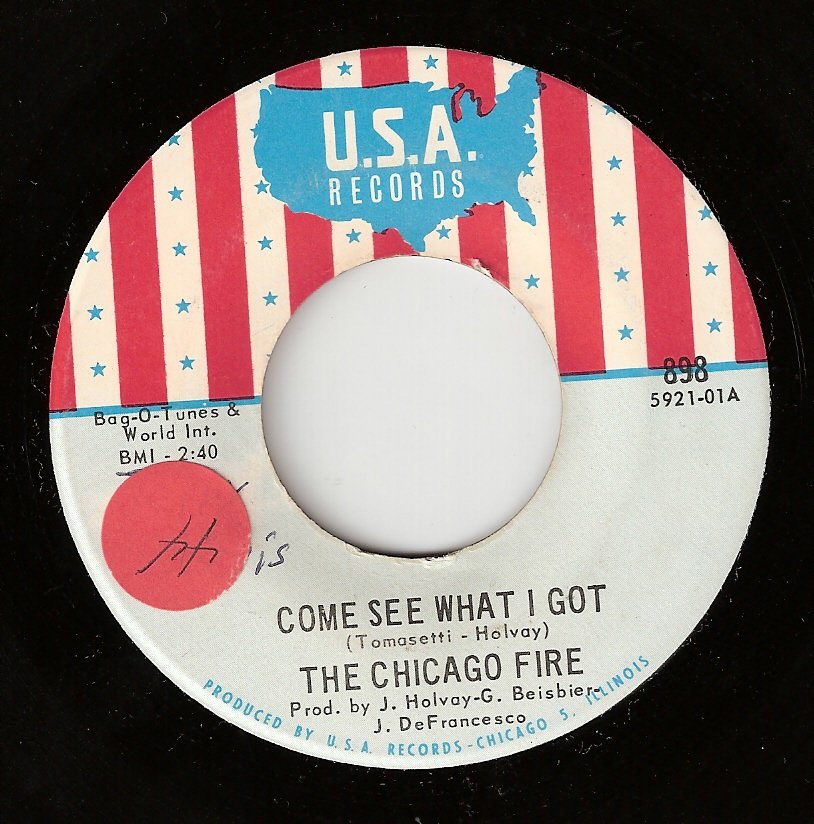 U.S.A.
RECORDS
898
5921-01A
Bag-O-Tunes &
World Int.
BMI - 2:40
is
COME SEE WHAT I GOT
(Tomasetti - Holvay)
THE CHICAGO FIRE
Prod. by J. Holvay-G. Beisbier-
J. DeFrancesco
PRODUCED BY U.S.A. RECORDS-CHICAGO 5, ILLINOIS